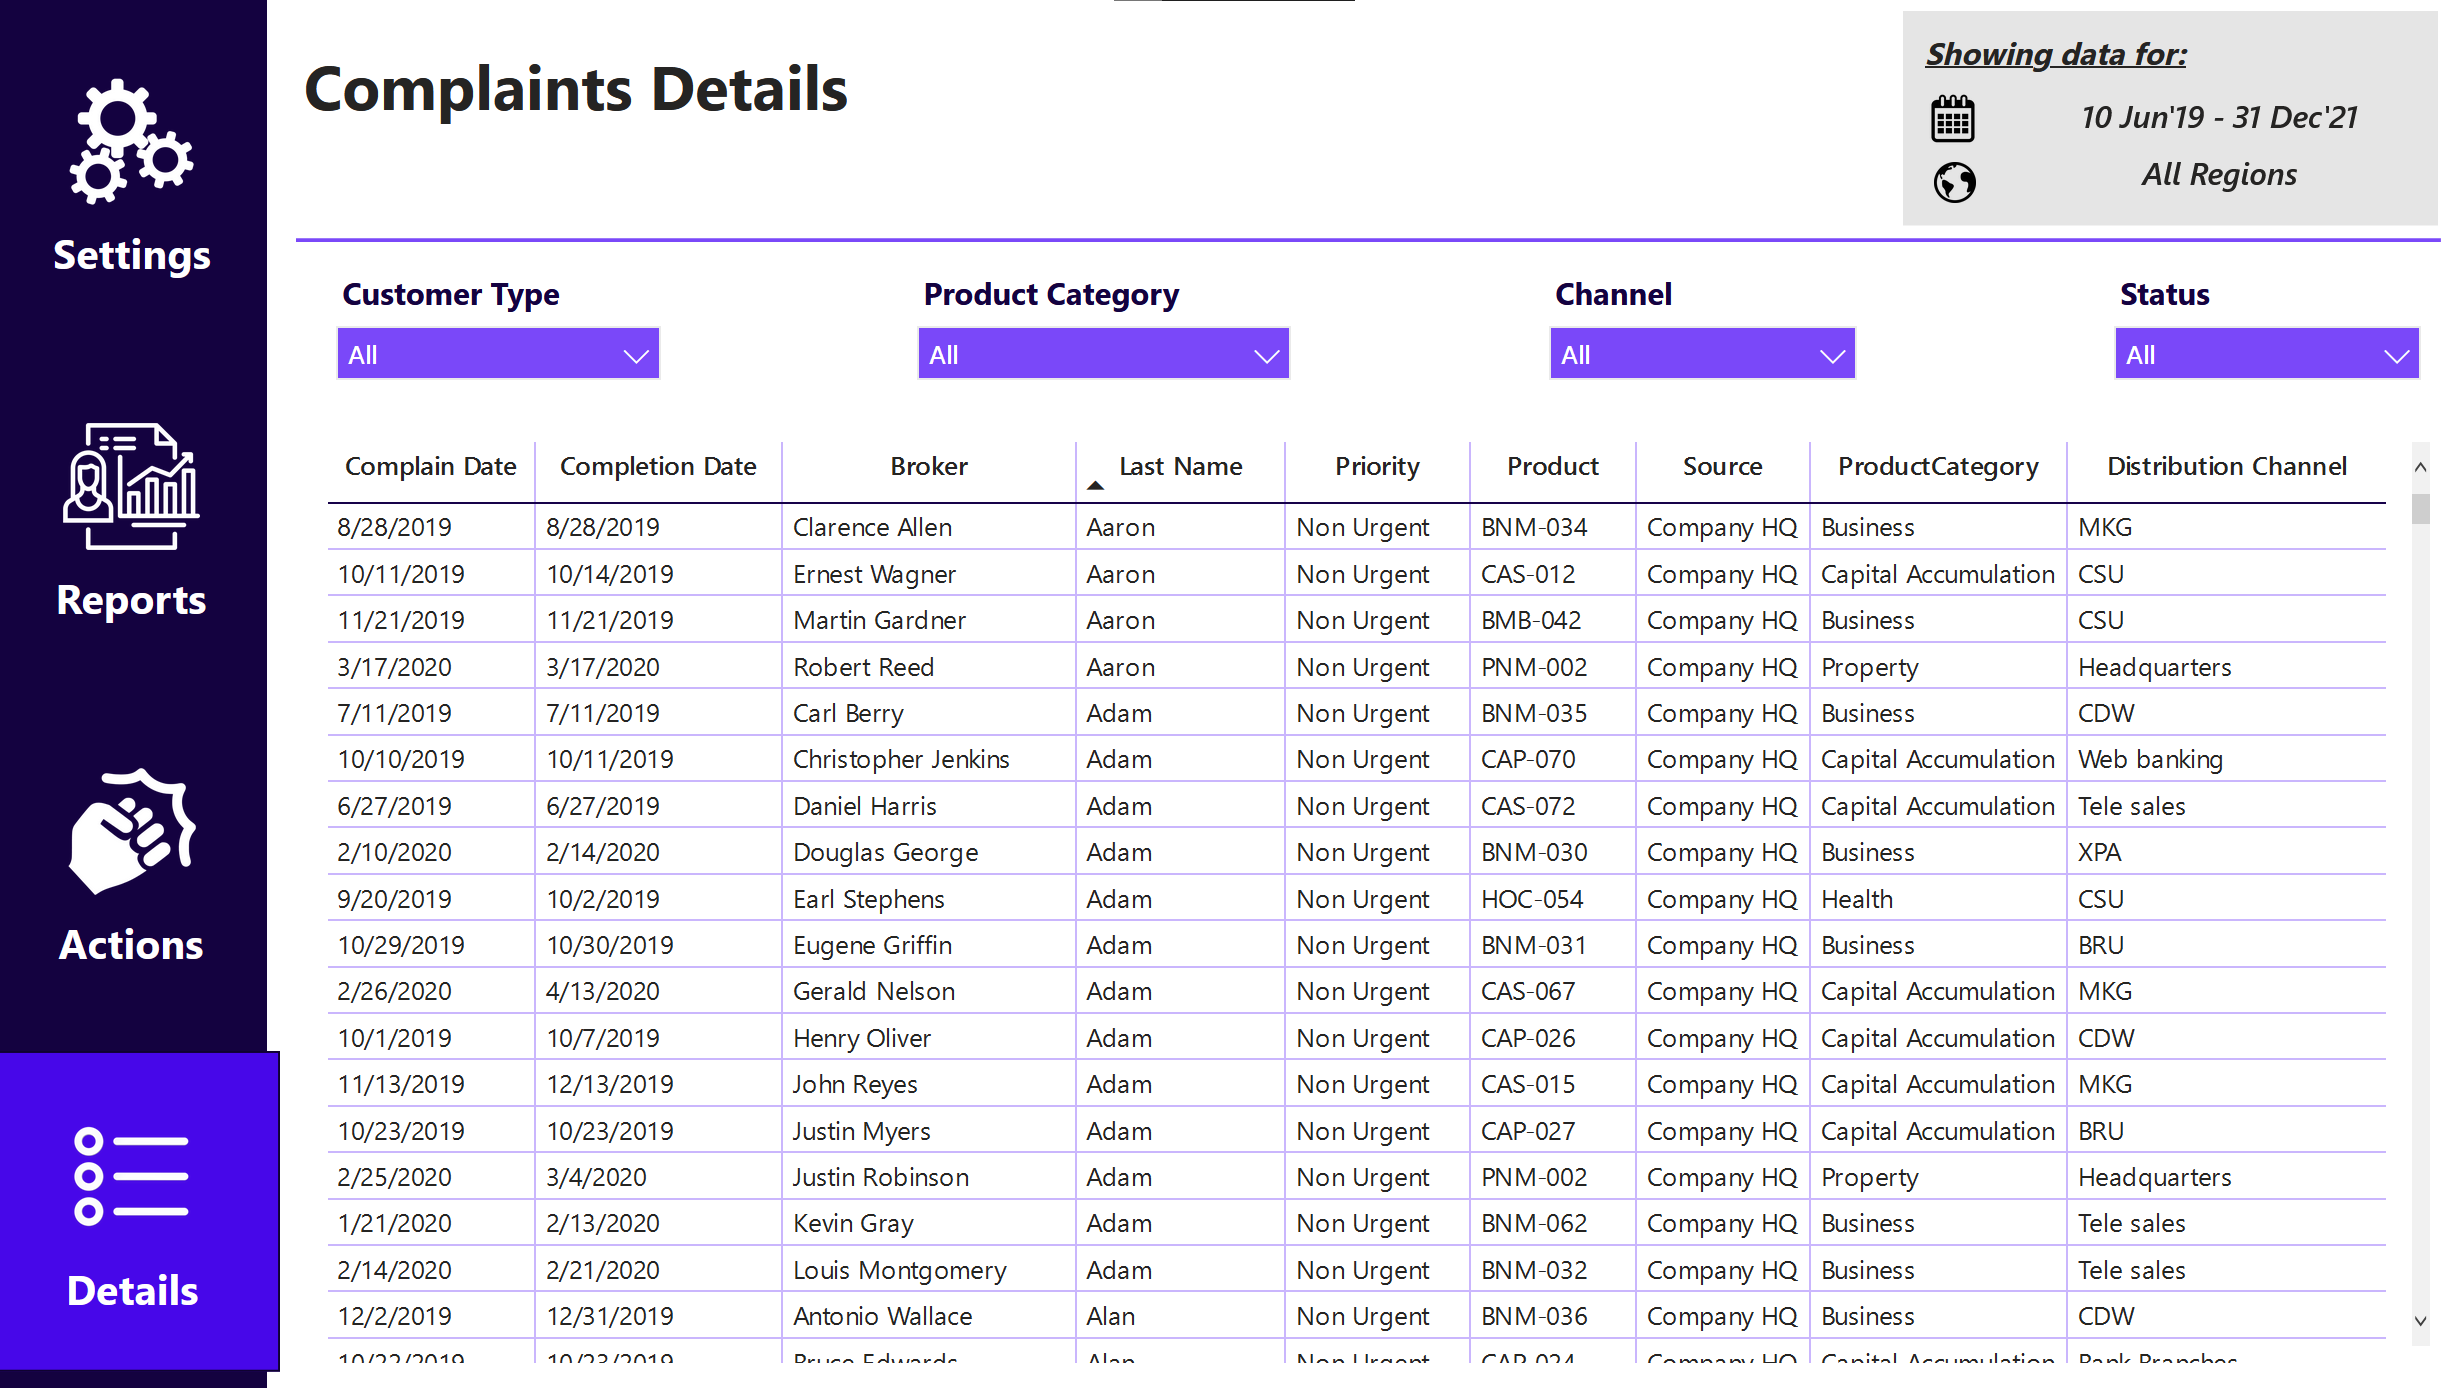 Settings
Reports
Actions
Details
Complaints Details
Showing data for:
10 Jun'19 - 31 Dec'21
All Regions
Customer Type Product Category Channel Status
All All All All
Complain Date Completion Date Broker Last Name Priority Product Source ProductCategory Distribution Channel
8/28/2019 8/28/2019 Clarence Allen Aaron Non Urgent BNM-034 Company HQ Business MKG
10/11/2019 10/14/2019 Ernest Wagner Aaron Non Urgent CAS-012 Company HQ Capital Accumulation CSU
11/21/2019 11/21/2019 Martin Gardner Aaron Non Urgent BMB-042 Company HQ Business CSU
3/17/2020 3/17/2020 Robert Reed Aaron Non Urgent PNM-002 Company HQ Property Headquarters
7/11/2019 7/11/2019 Carl Berry Adam Non Urgent BNM-035 Company HQ Business CDW
10/10/2019 10/11/2019 Christopher Jenkins Adam Non Urgent CAP-070 Company HQ Capital Accumulation Web banking
6/27/2019 6/27/2019 Daniel Harris Adam Non Urgent CAS-072 Company HQ Capital Accumulation Tele sales
2/10/2020 2/14/2020 Douglas George Adam Non Urgent BNM-030 Company HQ Business XPA
9/20/2019 10/2/2019 Earl Stephens Adam Non Urgent HOC-054 Company HQ Health CSU
10/29/2019 10/30/2019 Eugene Griffin Adam Non Urgent BNM-031 Company HQ Business BRU
2/26/2020 4/13/2020 Gerald Nelson Adam Non Urgent CAS-067 Company HQ Capital Accumulation MKG
10/1/2019 10/7/2019 Henry Oliver Adam Non Urgent CAP-026 Company HQ Capital Accumulation CDW
11/13/2019 12/13/2019 John Reyes Adam Non Urgent CAS-015 Company HQ Capital Accumulation MKG
10/23/2019 10/23/2019 Justin Myers Adam Non Urgent CAP-027 Company HQ Capital Accumulation BRU
2/25/2020 3/4/2020 Justin Robinson Adam Non Urgent PNM-002 Company HQ Property Headquarters
1/21/2020 2/13/2020 Kevin Gray Adam Non Urgent BNM-062 Company HQ Business Tele sales
2/14/2020 2/21/2020 Louis Montgomery Adam Non Urgent BNM-032 Company HQ Business Tele sales
12/2/2019 12/31/2019 Antonio Wallace Alan Non Urgent BNM-036 Company HQ Business CDW
10/22/2019 10/23/2019 Bruce Edwards Alan Non Urgent CAP-024 Company HQ Capital Accumulation Bank Branches